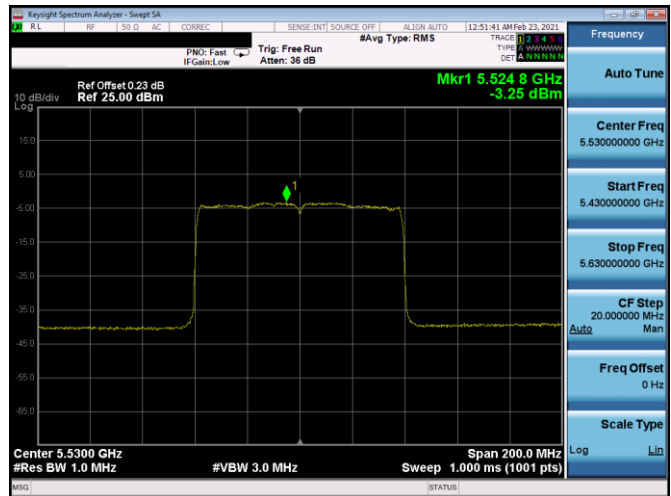 Keysight Spectrum Analyzer - Swept SA
RL RF 50 Ω AC CORREC SENSE:INT SOURCE OFF ALIGN AUTO 12:51:41 AM Feb 23, 2021
#Avg Type: RMS
TRACE 1 2 3 4 5 6
PNO: Fast Trig: Free Run
TYPE A WWWWW
IFGain:Low Atten: 36 dB
DET A N N N N N
Mkr1 5.524 8 GHz
Ref Offset 0.23 dB
10 dB/div Ref 25.00 dBm
-3.25 dBm
Log
15.0
5.00
1
-5.00
-15.0
-25.0
-35.0
-45.0
-55.0
-65.0
Center 5.5300 GHz
Span 200.0 MHz
#Res BW 1.0 MHz
#VBW 3.0 MHz
Sweep 1.000 ms (1001 pts)
MSG
STATUS
Frequency
Auto Tune
Center Freq
5.530000000 GHz
Start Freq
5.430000000 GHz
Stop Freq
5.630000000 GHz
CF Step
20.000000 MHz
Auto Man
Freq Offset
0 Hz
Scale Type
Log Lin